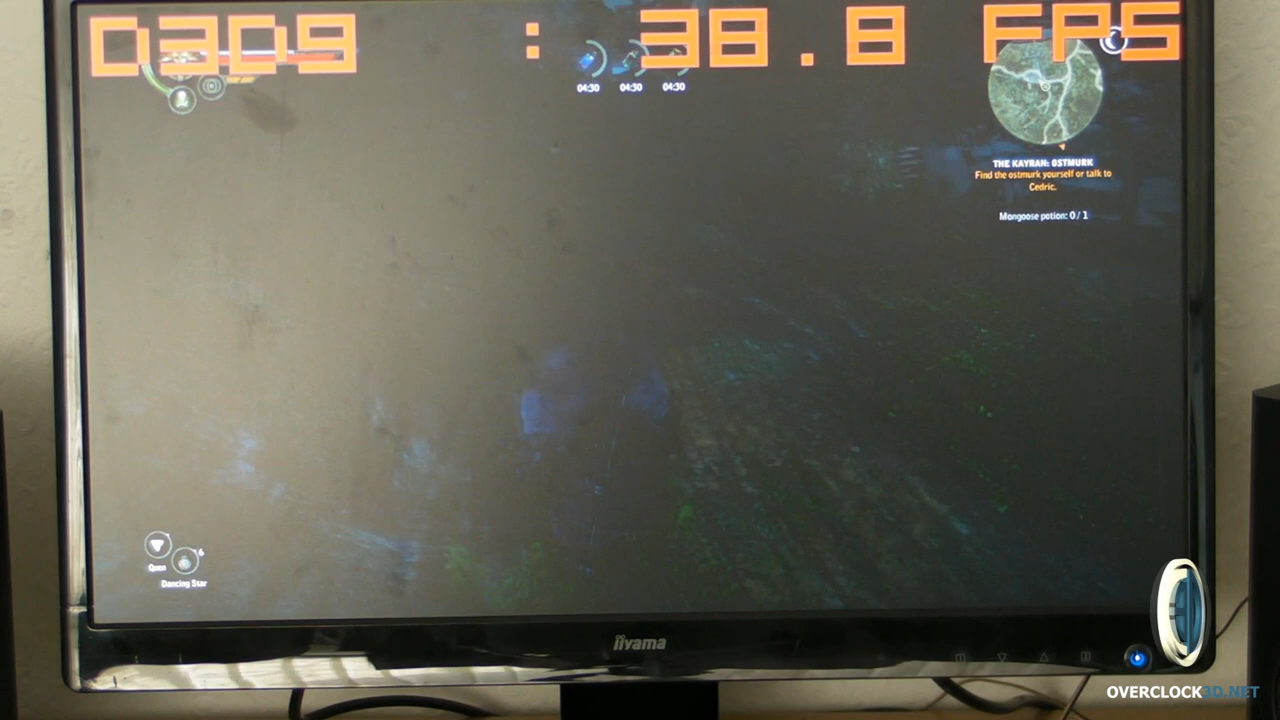 0309 : 38.8 FPS
04:30 04:30 04:30
THE KAYRAN: OSTMURK
Find the ostmurk yourself or talk to
Cedric.
Mongoose potion: 0 / 1
6
Quen
Dancing Star
iiyama
OVERCLOCK3D.NET